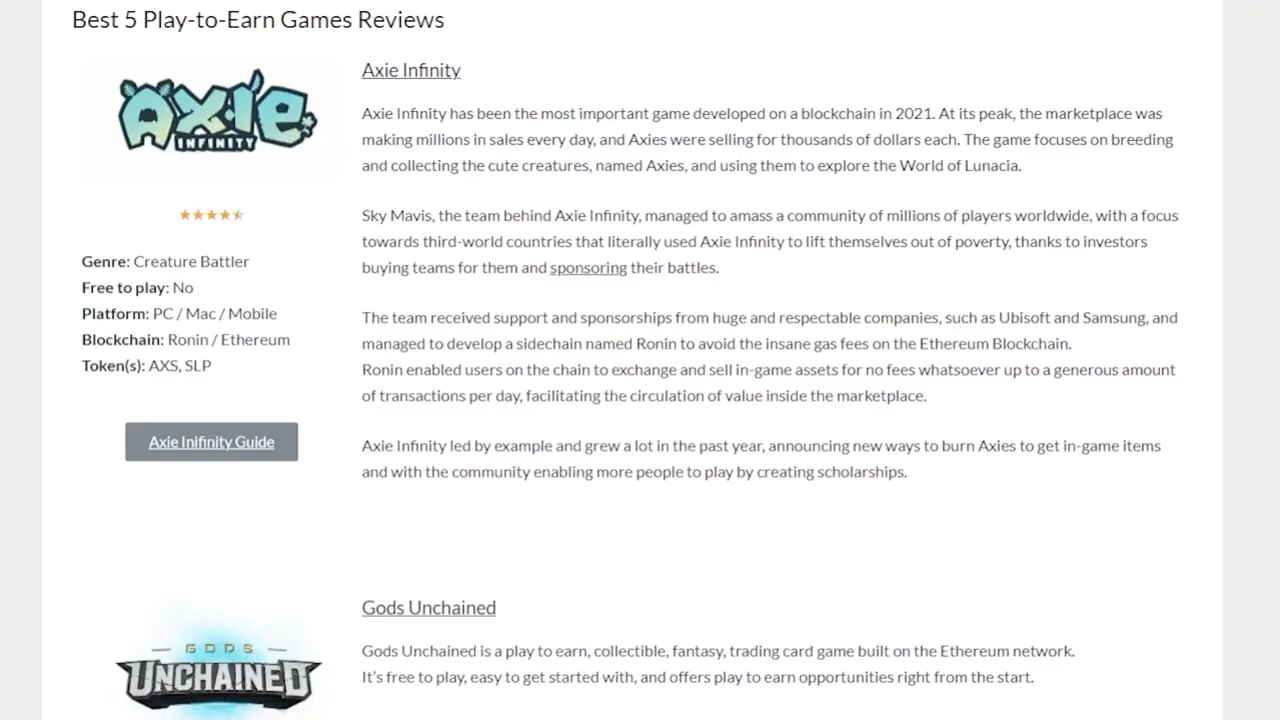 Best 5 Play-to-Earn Games Reviews
AXIE
INFINITY
Axie Infinity
Axie Infinity has been the most important game developed on a blockchain in 2021. At its peak, the marketplace was
making millions in sales every day, and Axies were selling for thousands of dollars each. The game focuses on breeding
and collecting the cute creatures, named Axies, and using them to explore the World of Lunacia.
Sky Mavis, the team behind Axie Infinity, managed to amass a community of millions of players worldwide, with a focus
towards third-world countries that literally used Axie Infinity to lift themselves out of poverty, thanks to investors
buying teams for them and sponsoring their battles.
The team received support and sponsorships from huge and respectable companies, such as Ubisoft and Samsung, and
managed to develop a sidechain named Ronin to avoid the insane gas fees on the Ethereum Blockchain.
Ronin enabled users on the chain to exchange and sell in-game assets for no fees whatsoever up to a generous amount
of transactions per day, facilitating the circulation of value inside the marketplace.
Axie Infinity led by example and grew a lot in the past year, announcing new ways to burn Axies to get in-game items
and with the community enabling more people to play by creating scholarships.
Genre: Creature Battler
Free to play: No
Platform: PC / Mac / Mobile
Blockchain: Ronin / Ethereum
Token(s): AXS, SLP
Axie Inifinity Guide
GODS
UNCHAINED
Gods Unchained
Gods Unchained is a play to earn, collectible, fantasy, trading card game built on the Ethereum network.
It's free to play, easy to get started with, and offers play to earn opportunities right from the start.